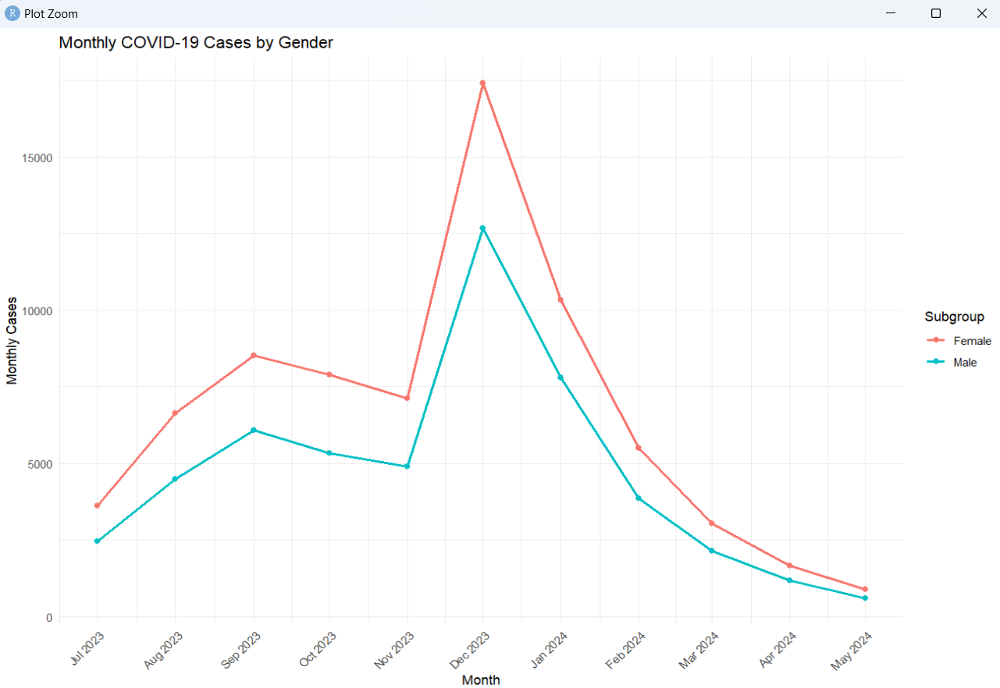 R Plot Zoom
Monthly COVID-19 Cases by Gender
Monthly Cases
15000
10000
5000
0
Jul 2023
Aug 2023
Sep 2023
Oct 2023
Nov 2023
Dec 2023
Jan 2024
Feb 2024
Mar 2024
Apr 2024
May 2024
Month
Subgroup
Female
Male